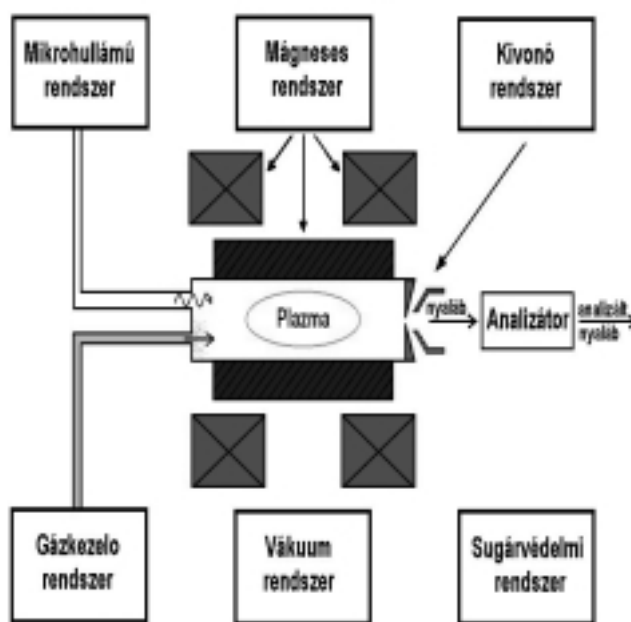 Mikrohullámú
rendszer
Mágneses
rendszer
Kivonó
rendszer
Plazma
nyaláb
Analizátor
analizált
nyaláb
Gázkezelo
rendszer
Vákuum
rendszer
Sugárvédelmi
rendszer